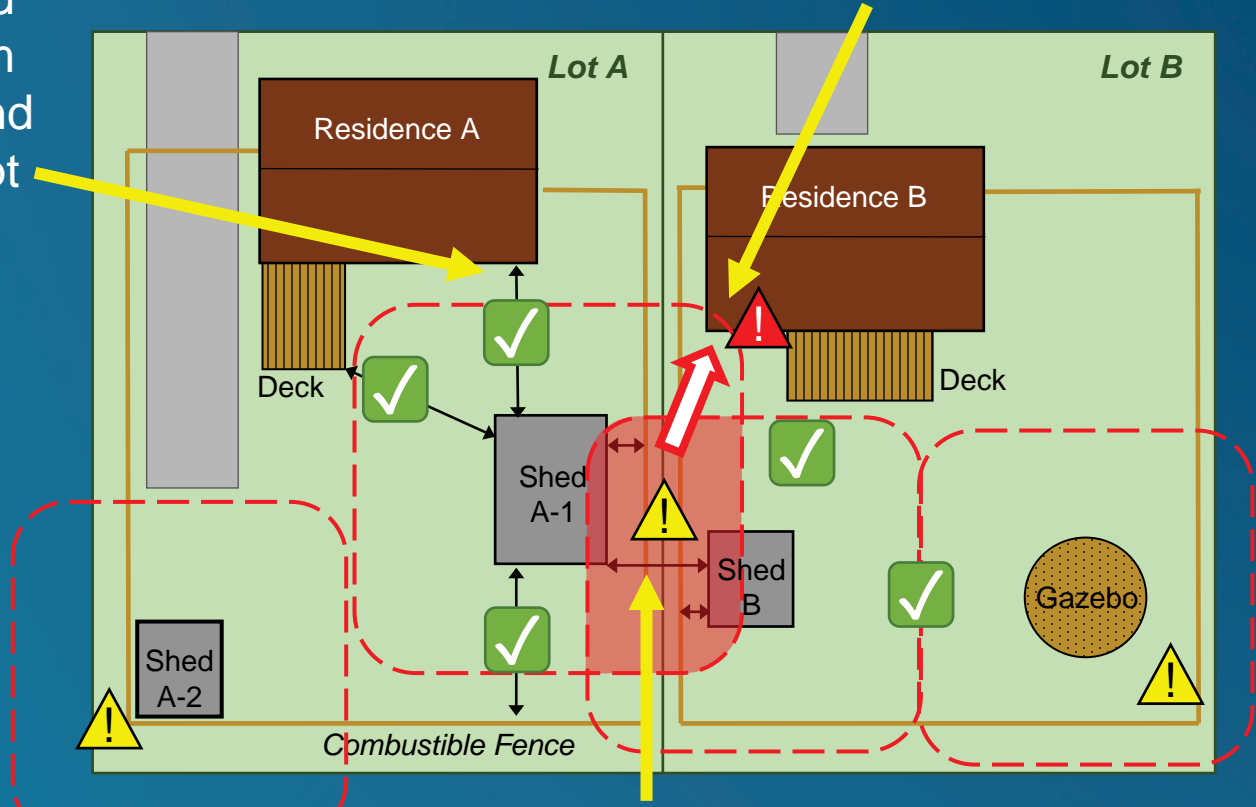 Lot A
Lot B
Residence A
Residence B
Deck
Deck
Shed
A-1
Shed
B
Gazebo
Shed
A-2
Combustible Fence